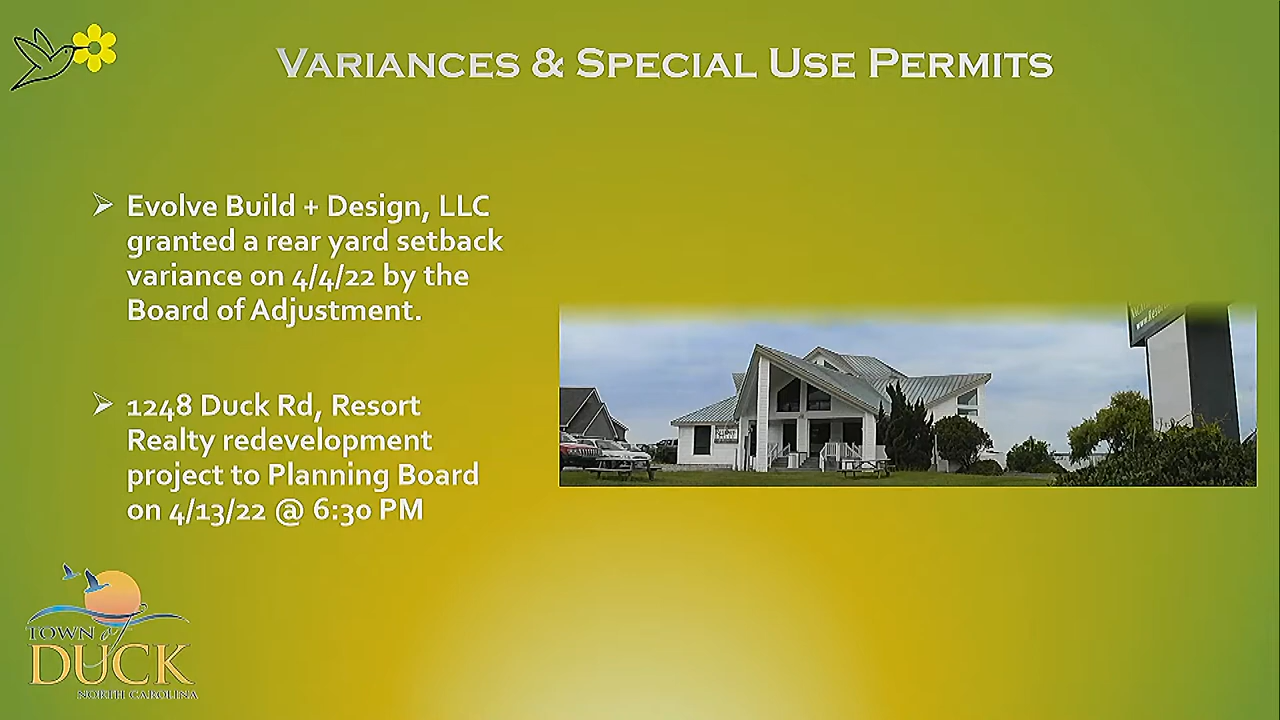 VARIANCES & SPECIAL USE PERMITS
➢ Evolve Build + Design, LLC
granted a rear yard setback
variance on 4/4/22 by the
Board of Adjustment.
➢ 1248 Duck Rd, Resort
Realty redevelopment
project to Planning Board
on 4/13/22 @ 6:30 PM
TOWN of
DUCK
NORTH CAROLINA